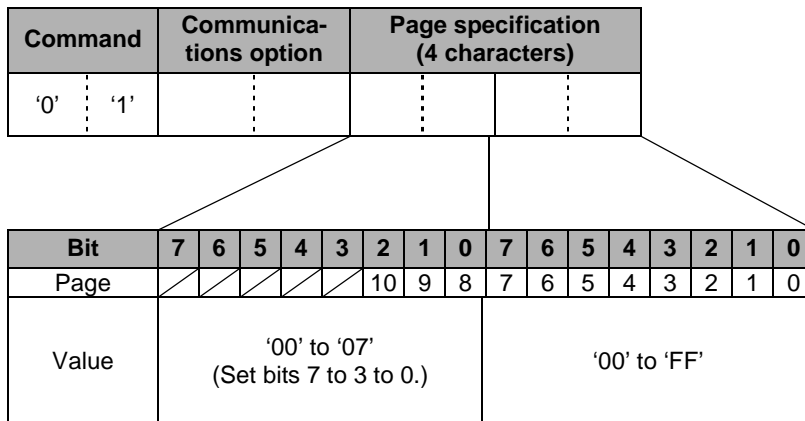 Command Communica-tions option Page specification (4 characters)
‘0’ ‘1’
Bit 7 6 5 4 3 2 1 0 7 6 5 4 3 2 1 0
Page 10 9 8 7 6 5 4 3 2 1 0
Value ‘00’ to ‘07’ (Set bits 7 to 3 to 0.) ‘00’ to ‘FF’